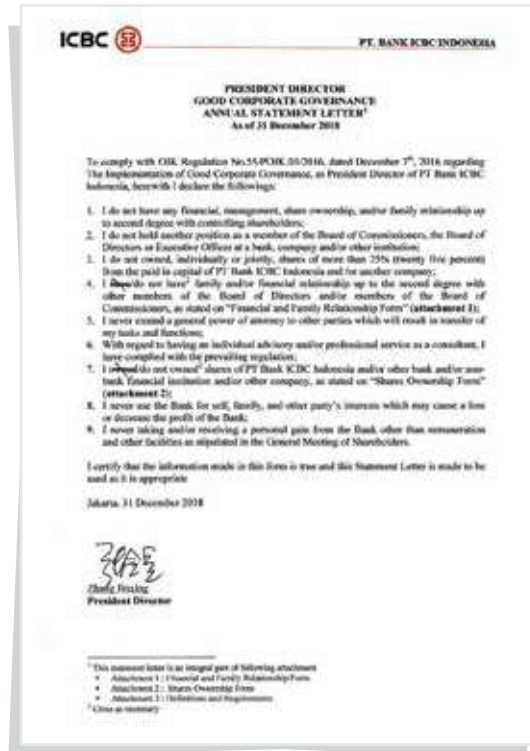 ICBC PT. BANK ICBC INDONESIA
PRESIDENT DIRECTOR
GOOD CORPORATE GOVERNANCE
ANNUAL STATEMENT LETTER¹
As of 31 December 2018
To comply with OJK Regulation No.55/POJK.03/2016, dated December 7th, 2016 regarding
The Implementation of Good Corporate Governance, as President Director of PT Bank ICBC
Indonesia, herewith I declare the followings:
1. I do not have any financial, management, share ownership, and/or family relationship up
to second degree with controlling shareholders;
2. I do not hold another position as a member of the Board of Commissioners, the Board of
Directors or Executive Officer at a bank, company and/or other institution;
3. I do not owned, individually or jointly, shares of more than 25% (twenty five percent)
from the paid in capital of PT Bank ICBC Indonesia and/or another company;
4. I have/do not have² family and/or financial relationship up to the second degree with
other members of the Board of Directors and/or members of the Board of
Commissioners, as stated on "Financial and Family Relationship Form" (attachment 1);
5. I never extend a general power of attorney to other parties which will result in transfer of
my tasks and functions;
6. With regard to having an individual advisory and/or professional service as a consultant, I
have complied with the prevailing regulation;
7. I owned/do not owned² shares of PT Bank ICBC Indonesia and/or other bank and/or non-
bank financial institution and/or other company, as stated on "Shares Ownership Form"
(attachment 2);
8. I never use the Bank for self, family, and other party's interests which may cause a loss
or decrease the profit of the Bank;
9. I never taking and/or receiving a personal gain from the Bank other than remuneration
and other facilities as stipulated in the General Meeting of Shareholders.
I certify that the information made in this form is true and this Statement Letter is made to be
used as it is appropriate
Jakarta, 31 December 2018
Zhang Jinxing
President Director
¹ This statement letter is an integral part of following attachment
• Attachment 1 : Financial and Family Relationship Form
• Attachment 2 : Shares Ownership Form
• Attachment 3 : Definitions and Requirements
² Cross as necessary